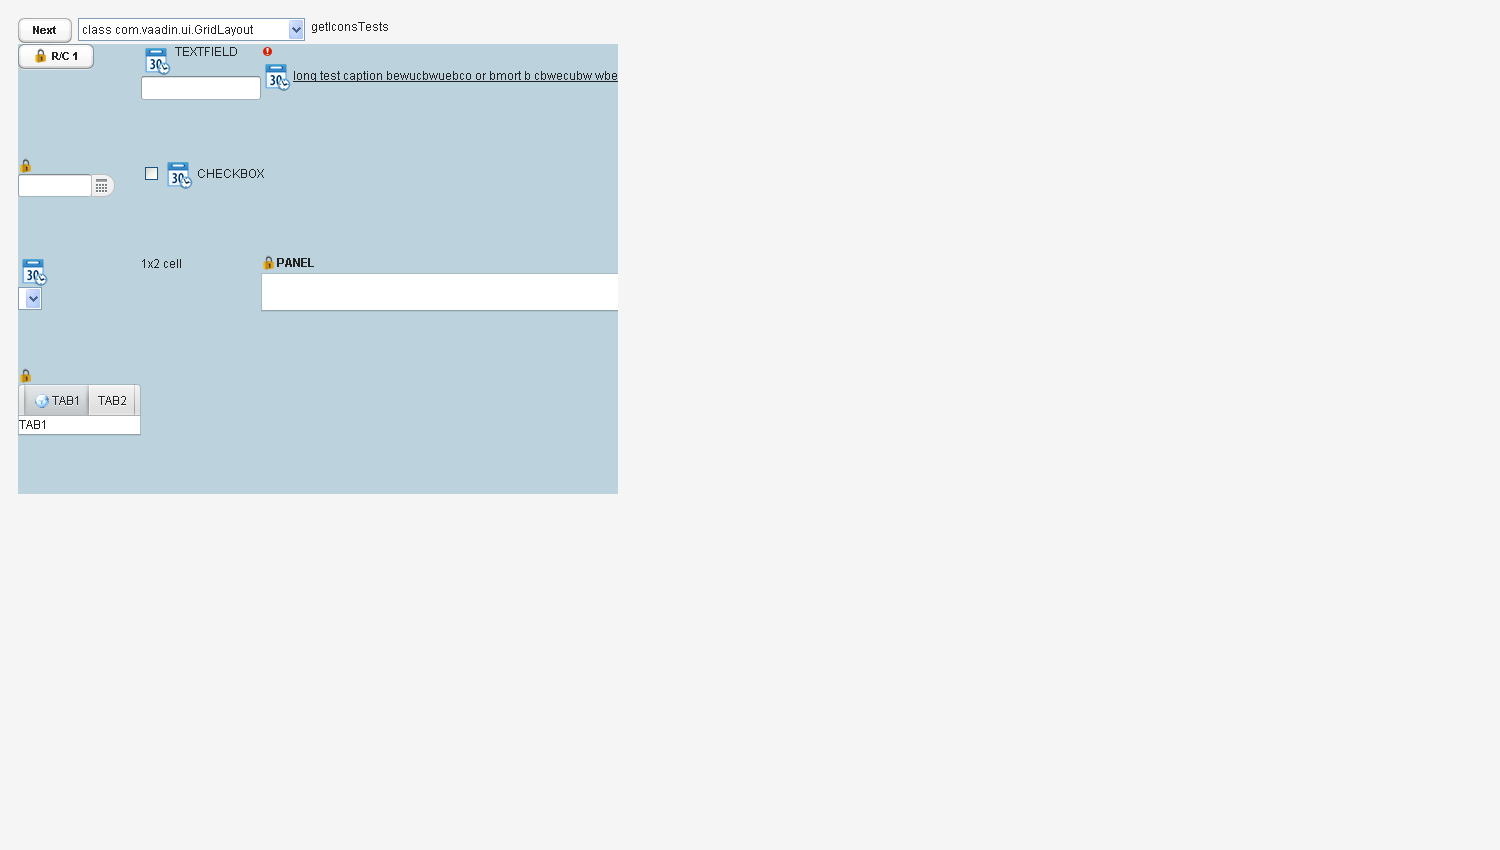 Next
class com.vaadin.ui.GridLayout
getIconsTests
R/C 1
30
TEXTFIELD
30
long test caption bewucbwuebco or bmort b cbwecubw wbe
30
CHECKBOX
30
1x2 cell
PANEL
TAB1
TAB2
TAB1